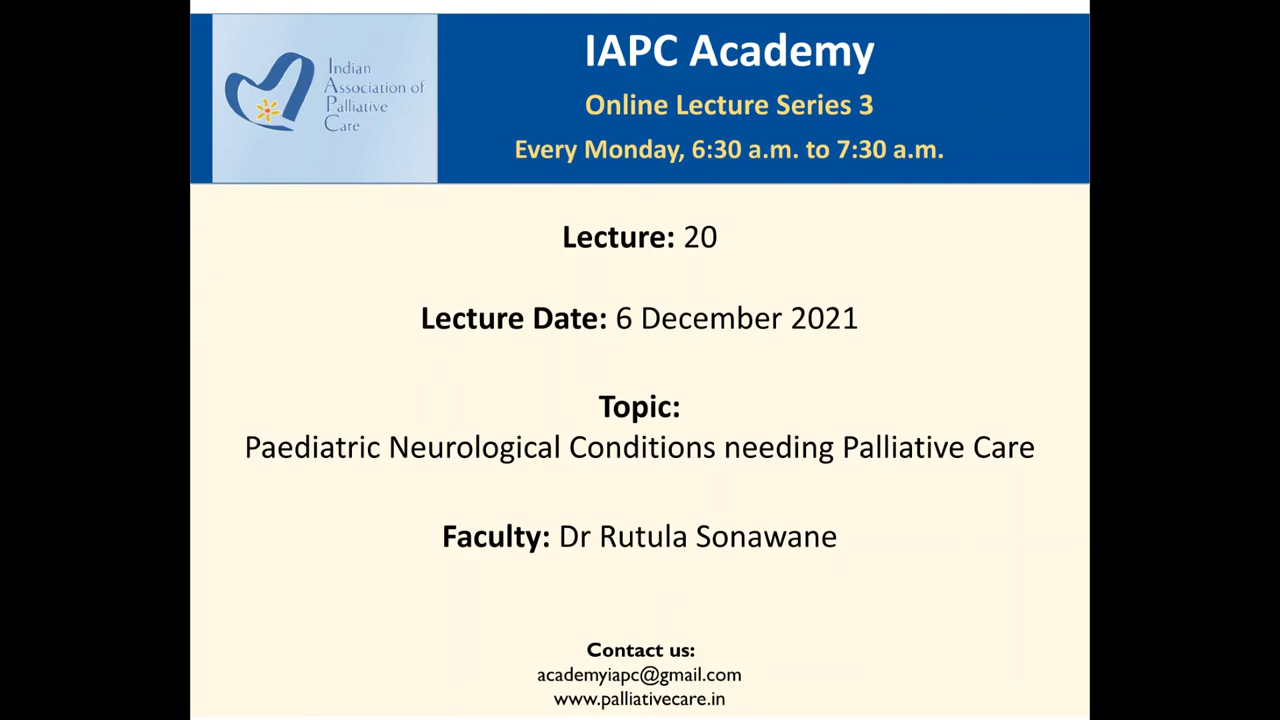 Indian
Association of
Palliative
Care
IAPC Academy
Online Lecture Series 3
Every Monday, 6:30 a.m. to 7:30 a.m.
Lecture: 20
Lecture Date: 6 December 2021
Topic:
Paediatric Neurological Conditions needing Palliative Care
Faculty: Dr Rutula Sonawane
Contact us:
academyiapc@gmail.com
www.palliativecare.in